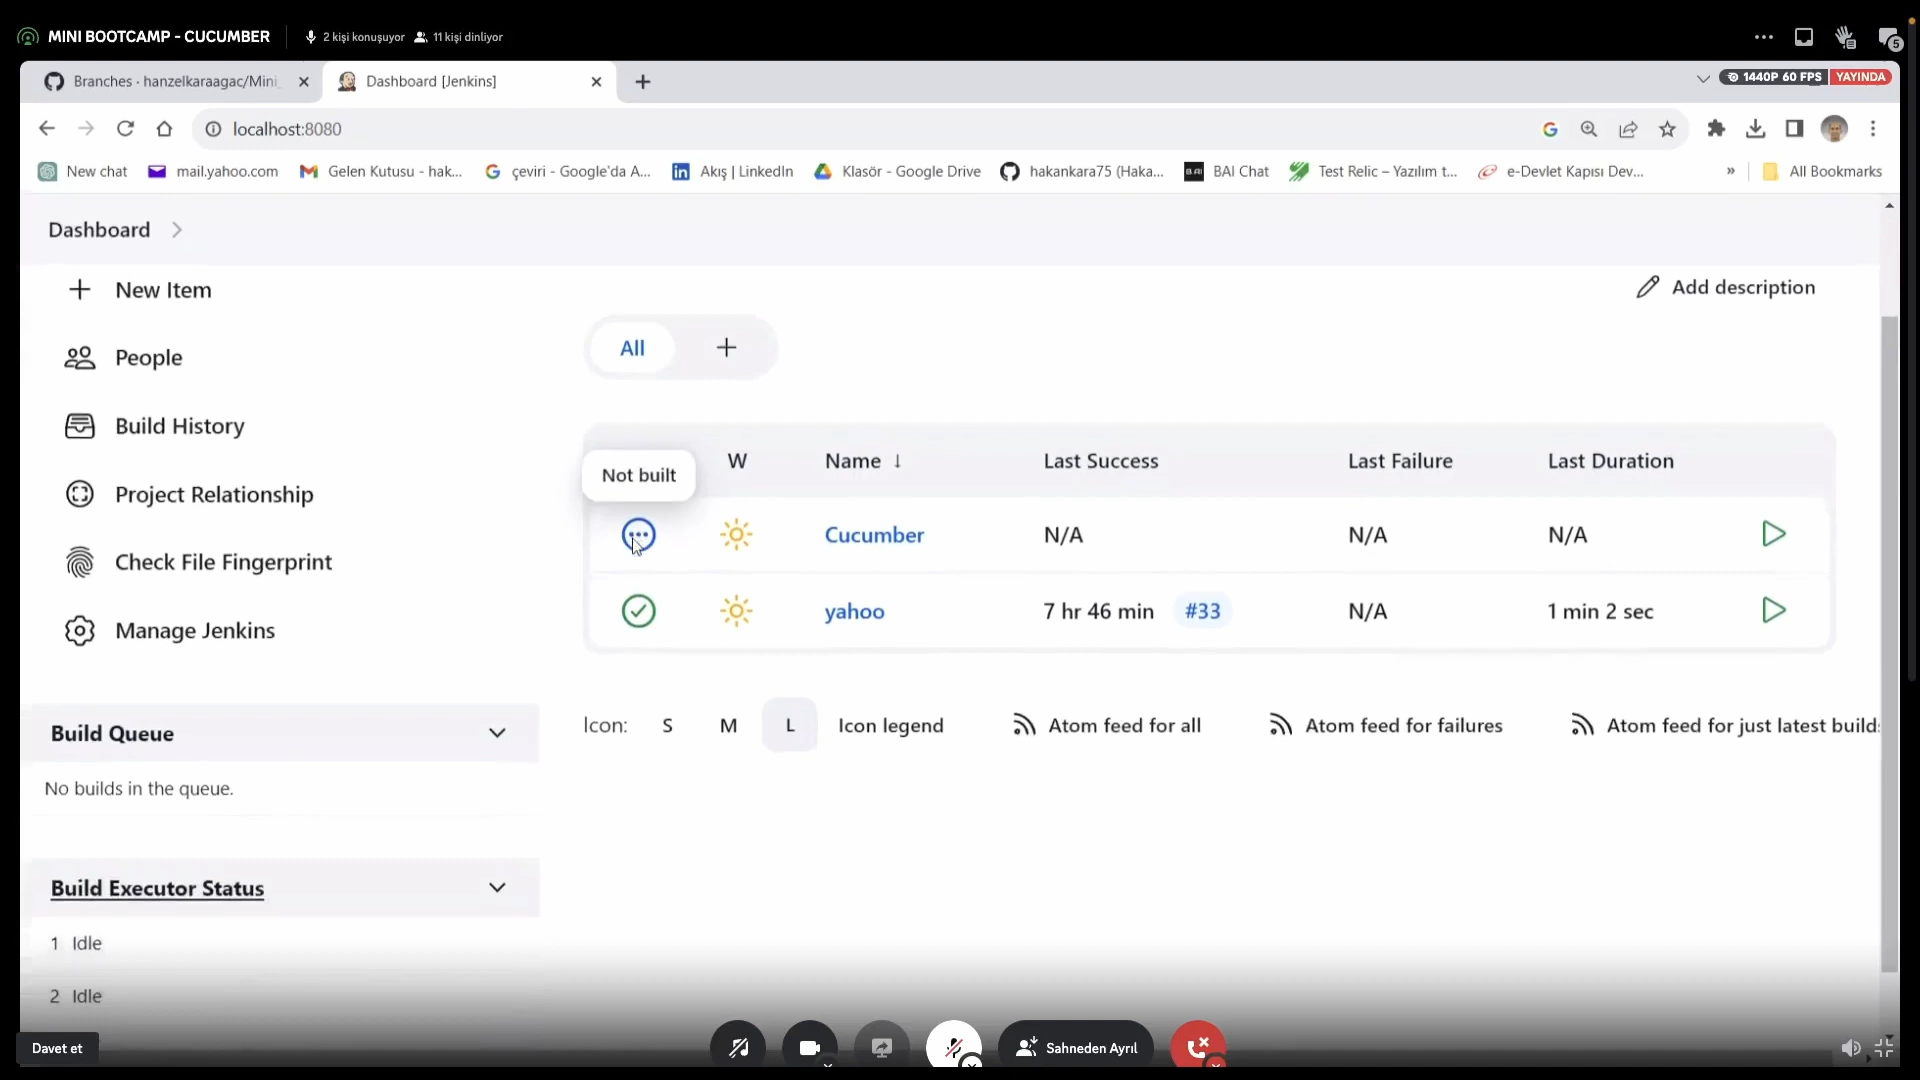 MINI BOOTCAMP - CUCUMBER
2 kişi konuşuyor
11 kişi dinliyor
5
Branches · hanzelkaraagac/Mini_
Dashboard [Jenkins]
1440P 60 FPS
YAYINDA
localhost:8080
New chat
mail.yahoo.com
Gelen Kutusu - hak...
çeviri - Google'da A...
Akış | LinkedIn
Klasör - Google Drive
hakankara75 (Haka...
BAI Chat
Test Relic – Yazılım t...
e-Devlet Kapısı Dev...
»
All Bookmarks
Dashboard
New Item
People
Build History
Project Relationship
Check File Fingerprint
Manage Jenkins
Add description
All
+
Not built
W Name ↓ Last Success Last Failure Last Duration
Cucumber N/A N/A N/A
yahoo 7 hr 46 min #33 N/A 1 min 2 sec
Icon: S M L Icon legend Atom feed for all Atom feed for failures Atom feed for just latest build
Build Queue
No builds in the queue.
Build Executor Status
1 Idle
2 Idle
Davet et
Sahneden Ayrıl